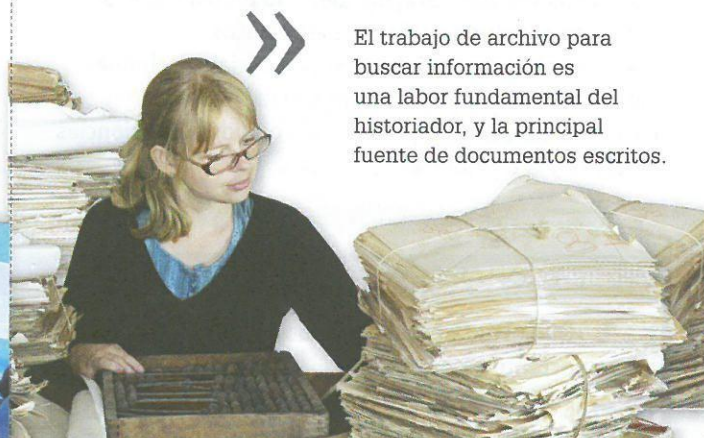 El trabajo de archivo para
buscar información es
una labor fundamental del
historiador, y la principal
fuente de documentos escritos.